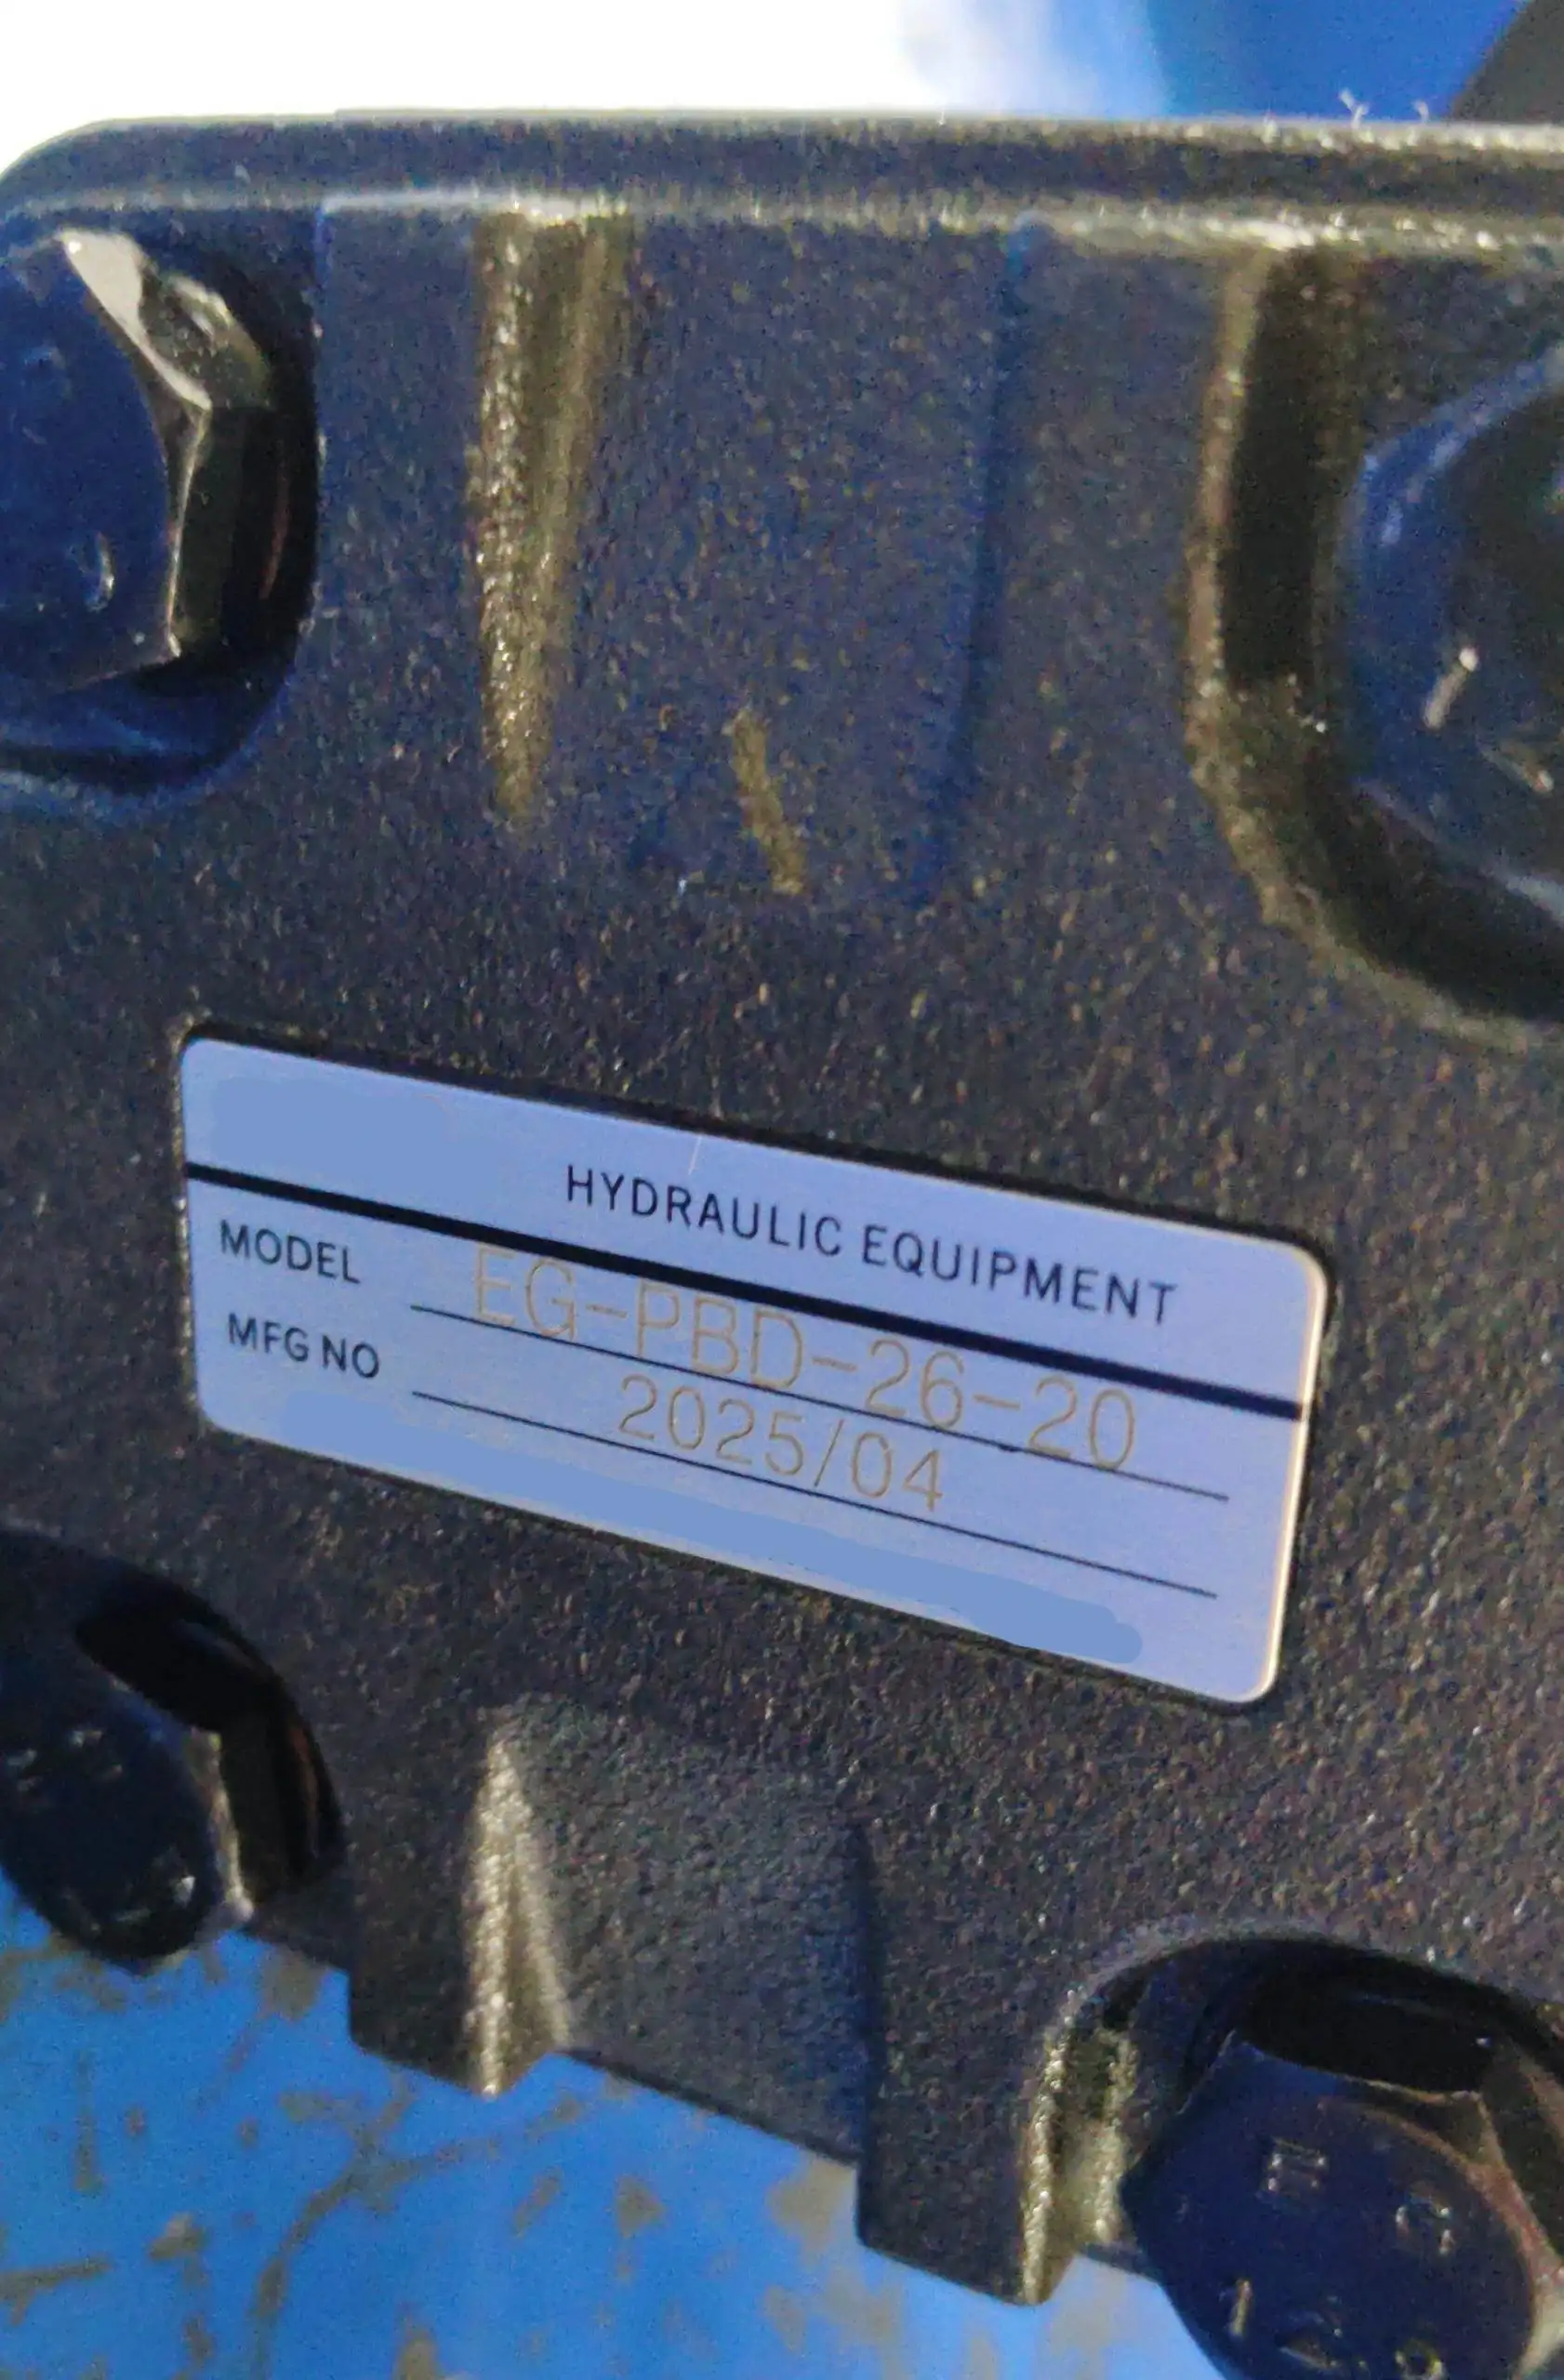 HYDRAULIC EQUIPMENT
MODEL EG-PBD-26-20
MFG NO 2025/04